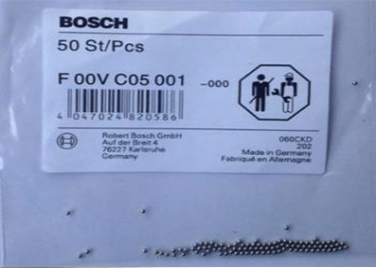 BOSCH
50 St/Pcs
F 00V C05 001 -000
4 047024 820586
Robert Bosch GmbH
Auf der Breit 4
76227 Karlsruhe
Germany
060CKD
202
Made in Germany
Fabriqué en Allemagne